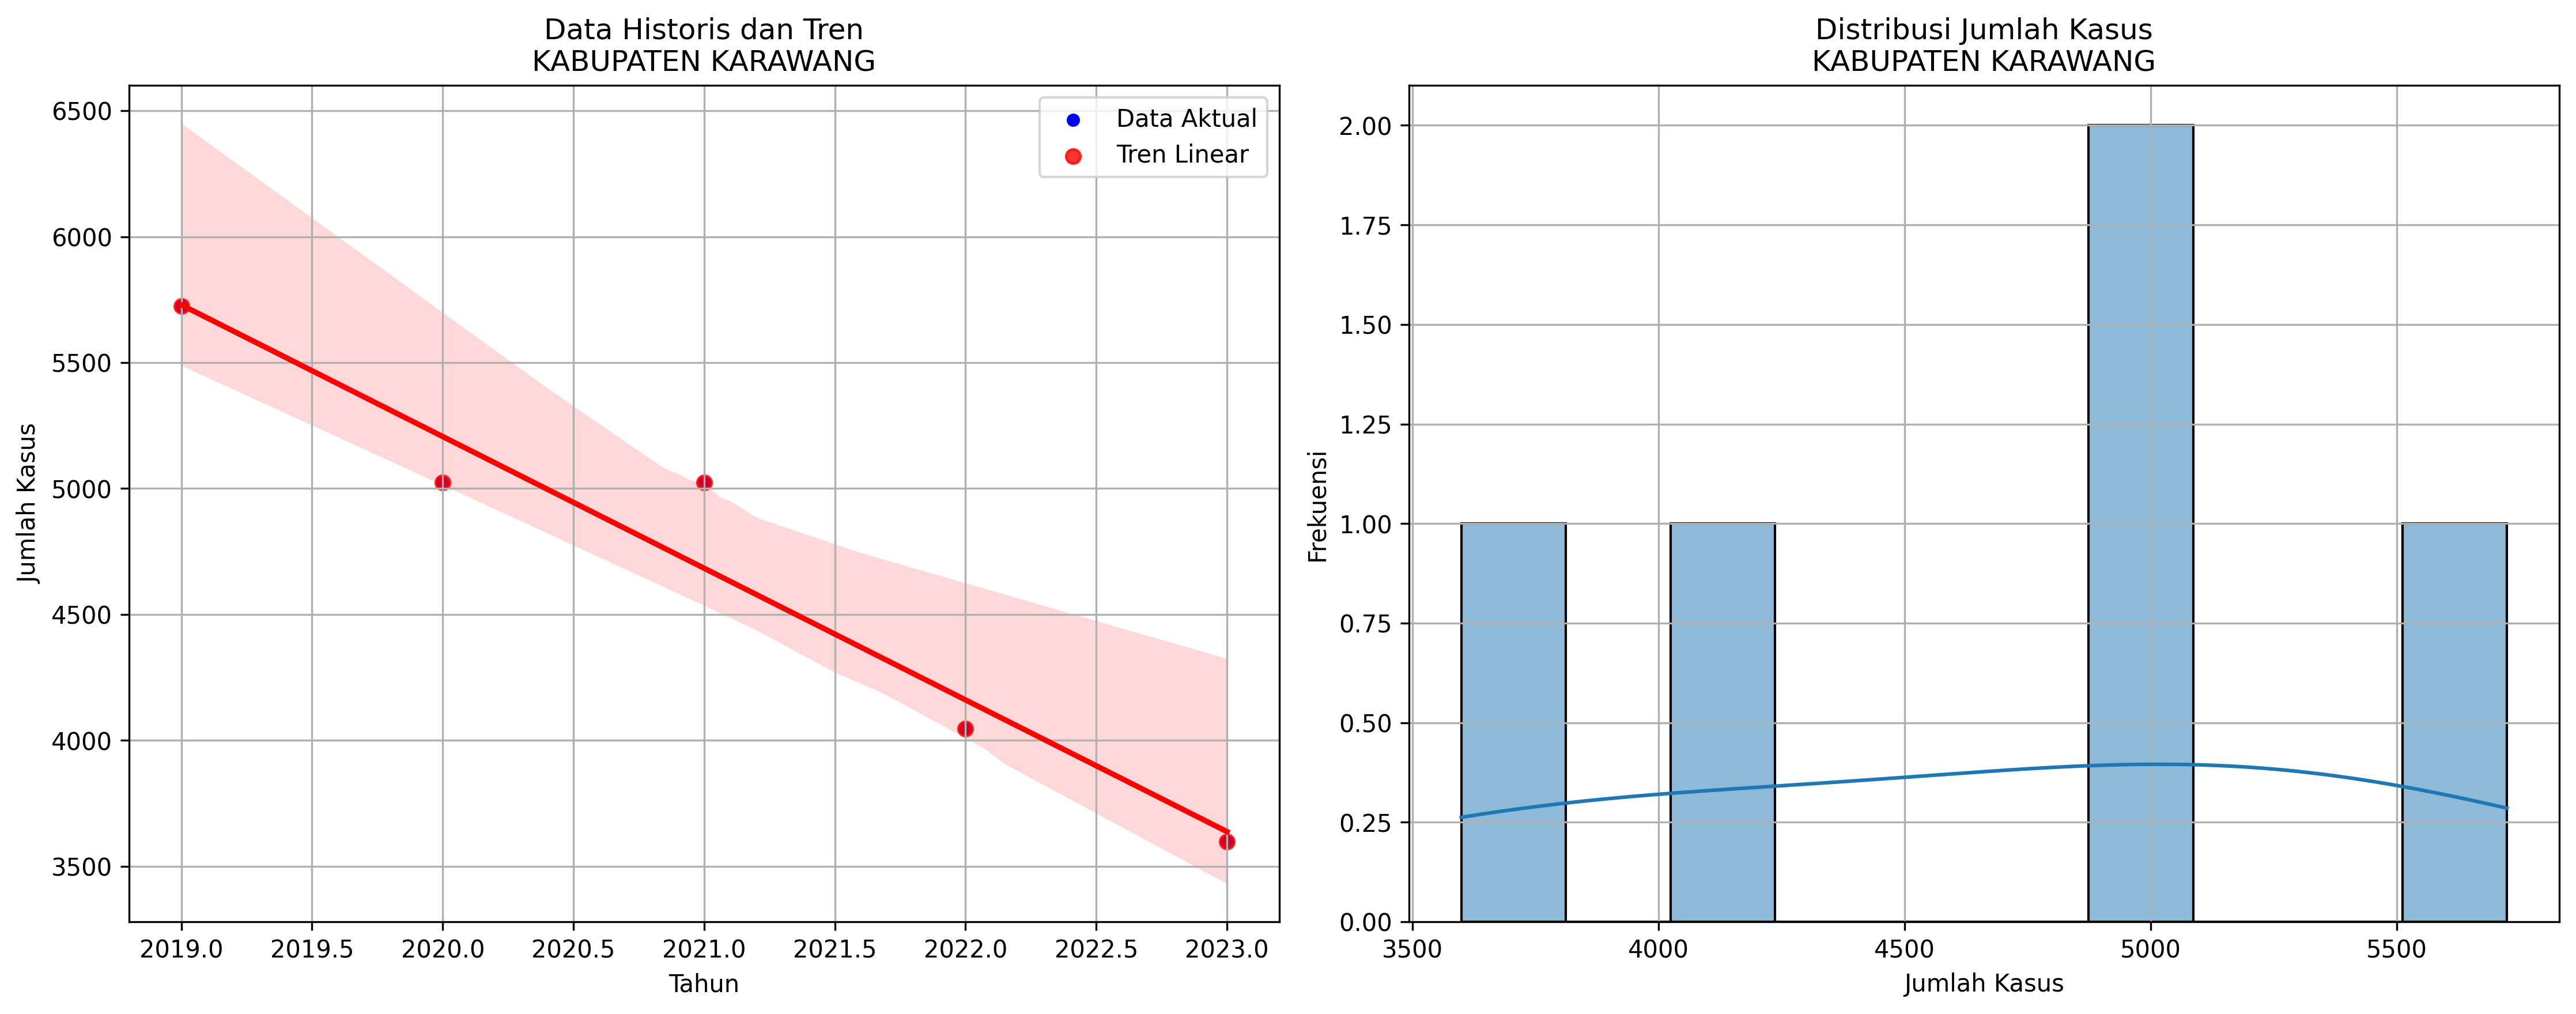 Data Historis dan Tren
KABUPATEN KARAWANG
Data Aktual
Tren Linear
6500
6000
5500
5000
4500
4000
3500
Jumlah Kasus
2019.0 2019.5 2020.0 2020.5 2021.0 2021.5 2022.0 2022.5 2023.0
Tahun
Distribusi Jumlah Kasus
KABUPATEN KARAWANG
2.00
1.75
1.50
1.25
1.00
0.75
0.50
0.25
0.00
Frekuensi
3500 4000 4500 5000 5500
Jumlah Kasus